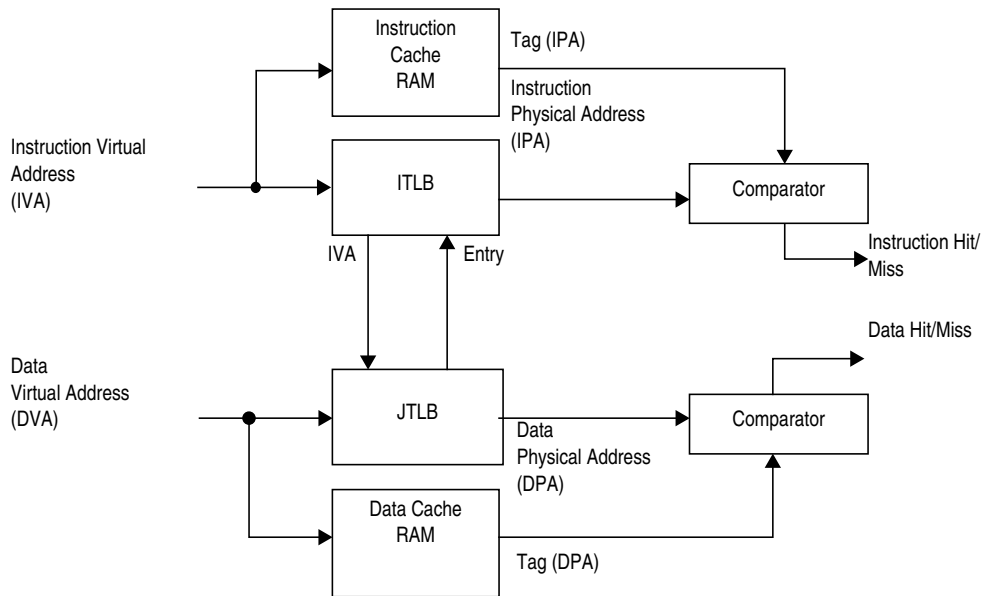 Instruction
Cache
RAM
Tag (IPA)
Instruction
Physical Address
(IPA)
Instruction Virtual
Address
(IVA)
ITLB
Comparator
IVA
Entry
Instruction Hit/
Miss
Data Hit/Miss
Data
Virtual Address
(DVA)
JTLB
Data
Physical Address
(DPA)
Comparator
Data Cache
RAM
Tag (DPA)